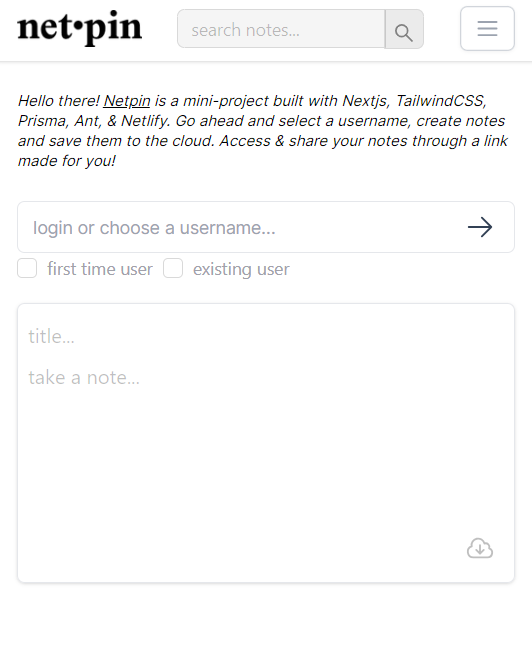 net•pin
search notes...
Hello there! Netpin is a mini-project built with Nextjs, TailwindCSS,
Prisma, Ant, & Netlify. Go ahead and select a username, create notes
and save them to the cloud. Access & share your notes through a link
made for you!
login or choose a username...
first time user existing user
title...
take a note...